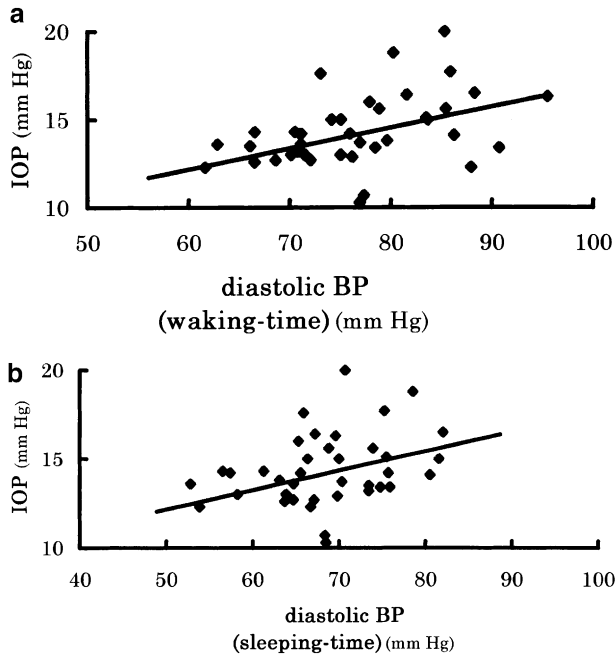 a
20
15
10
IOP (mm Hg)
50 60 70 80 90 100
diastolic BP
(waking-time) (mm Hg)
b
20
15
10
IOP (mm Hg)
40 50 60 70 80 90 100
diastolic BP
(sleeping-time) (mm Hg)